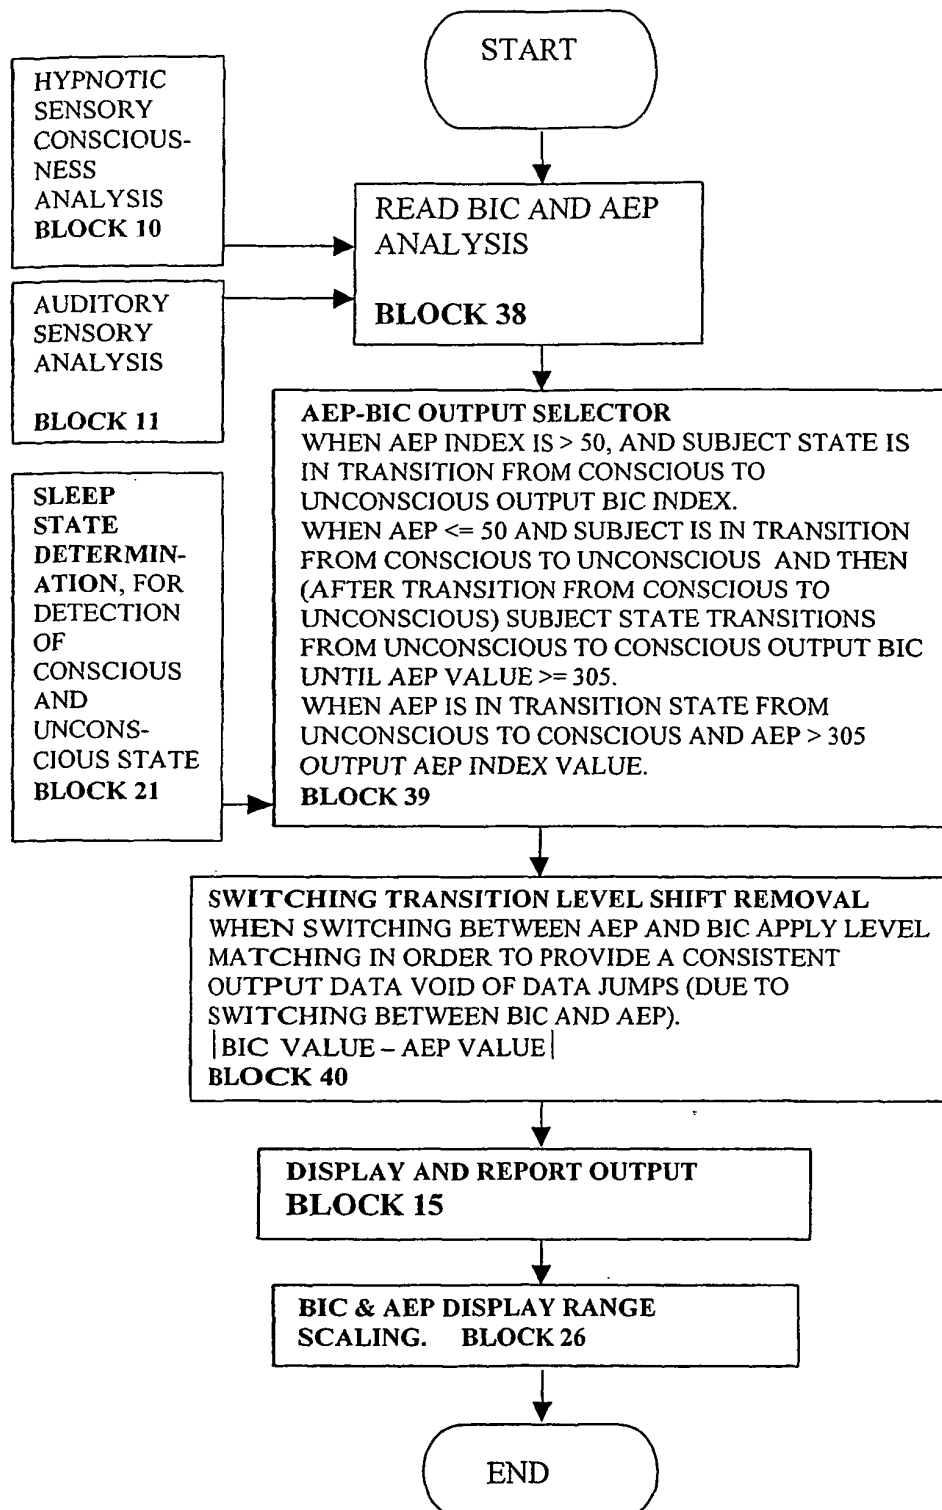 START
HYPNOTIC
SENSORY
CONSCIOUS-
NESS
ANALYSIS
BLOCK 10
READ BIC AND AEP
ANALYSIS
BLOCK 38
AUDITORY
SENSORY
ANALYSIS
BLOCK 11
AEP-BIC OUTPUT SELECTOR
WHEN AEP INDEX IS > 50, AND SUBJECT STATE IS
IN TRANSITION FROM CONSCIOUS TO
UNCONSCIOUS OUTPUT BIC INDEX.
WHEN AEP <= 50 AND SUBJECT IS IN TRANSITION
FROM CONSCIOUS TO UNCONSCIOUS AND THEN
(AFTER TRANSITION FROM CONSCIOUS TO
UNCONSCIOUS) SUBJECT STATE TRANSITIONS
FROM UNCONSCIOUS TO CONSCIOUS OUTPUT BIC
UNTIL AEP VALUE >= 305.
WHEN AEP IS IN TRANSITION STATE FROM
UNCONSCIOUS TO CONSCIOUS AND AEP > 305
OUTPUT AEP INDEX VALUE.
BLOCK 39
SLEEP
STATE
DETERMIN-
ATION, FOR
DETECTION
OF
CONSCIOUS
AND
UNCONS-
CIOUS STATE
BLOCK 21
SWITCHING TRANSITION LEVEL SHIFT REMOVAL
WHEN SWITCHING BETWEEN AEP AND BIC APPLY LEVEL
MATCHING IN ORDER TO PROVIDE A CONSISTENT
OUTPUT DATA VOID OF DATA JUMPS (DUE TO
SWITCHING BETWEEN BIC AND AEP).
|BIC VALUE – AEP VALUE|
BLOCK 40
DISPLAY AND REPORT OUTPUT
BLOCK 15
BIC & AEP DISPLAY RANGE
SCALING. BLOCK 26
END